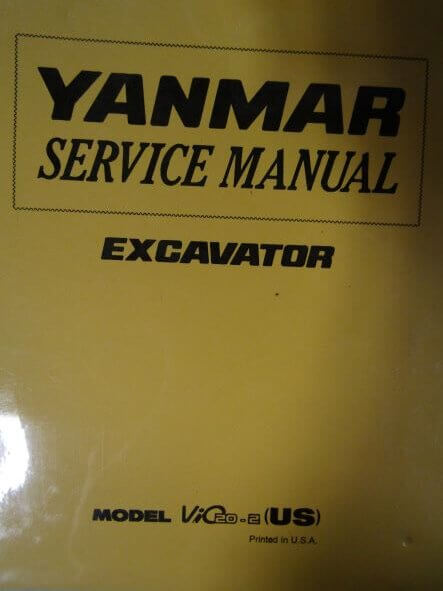 YANMAR
SERVICE MANUAL
EXCAVATOR
MODEL ViO20-2 (US)
Printed in U.S.A.